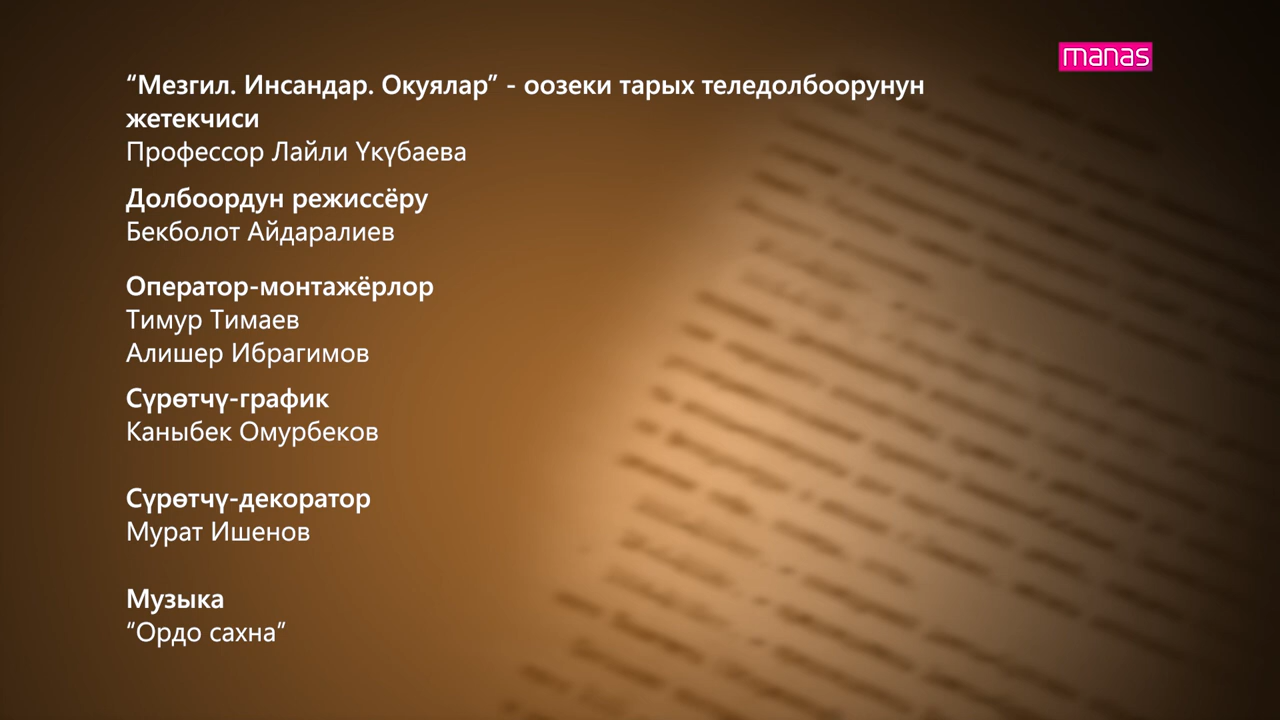 manas
“Мезгил. Инсандар. Окуялар” - оозеки тарых теледолбоорунун
жетекчиси
Профессор Лайли Үкүбаева
Долбоордун режиссёру
Бекболот Айдаралиев
Оператор-монтажёрлор
Тимур Тимаев
Алишер Ибрагимов
Сүрөтчү-график
Каныбек Омурбеков
Сүрөтчү-декоратор
Мурат Ишенов
Музыка
“Ордо сахна”